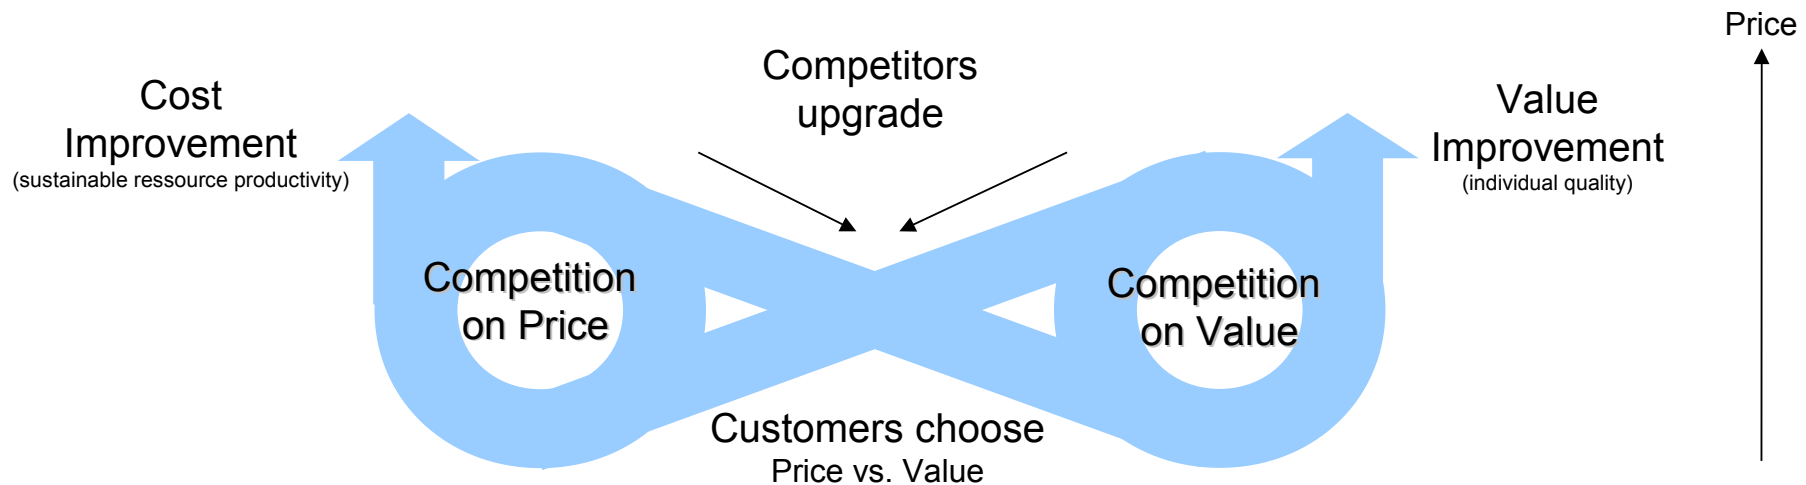 Price
Competitors
upgrade
Cost
Improvement
(sustainable ressource productivity)
Value
Improvement
(individual quality)
Competition
on Price
Competition
on Value
Customers choose
Price vs. Value